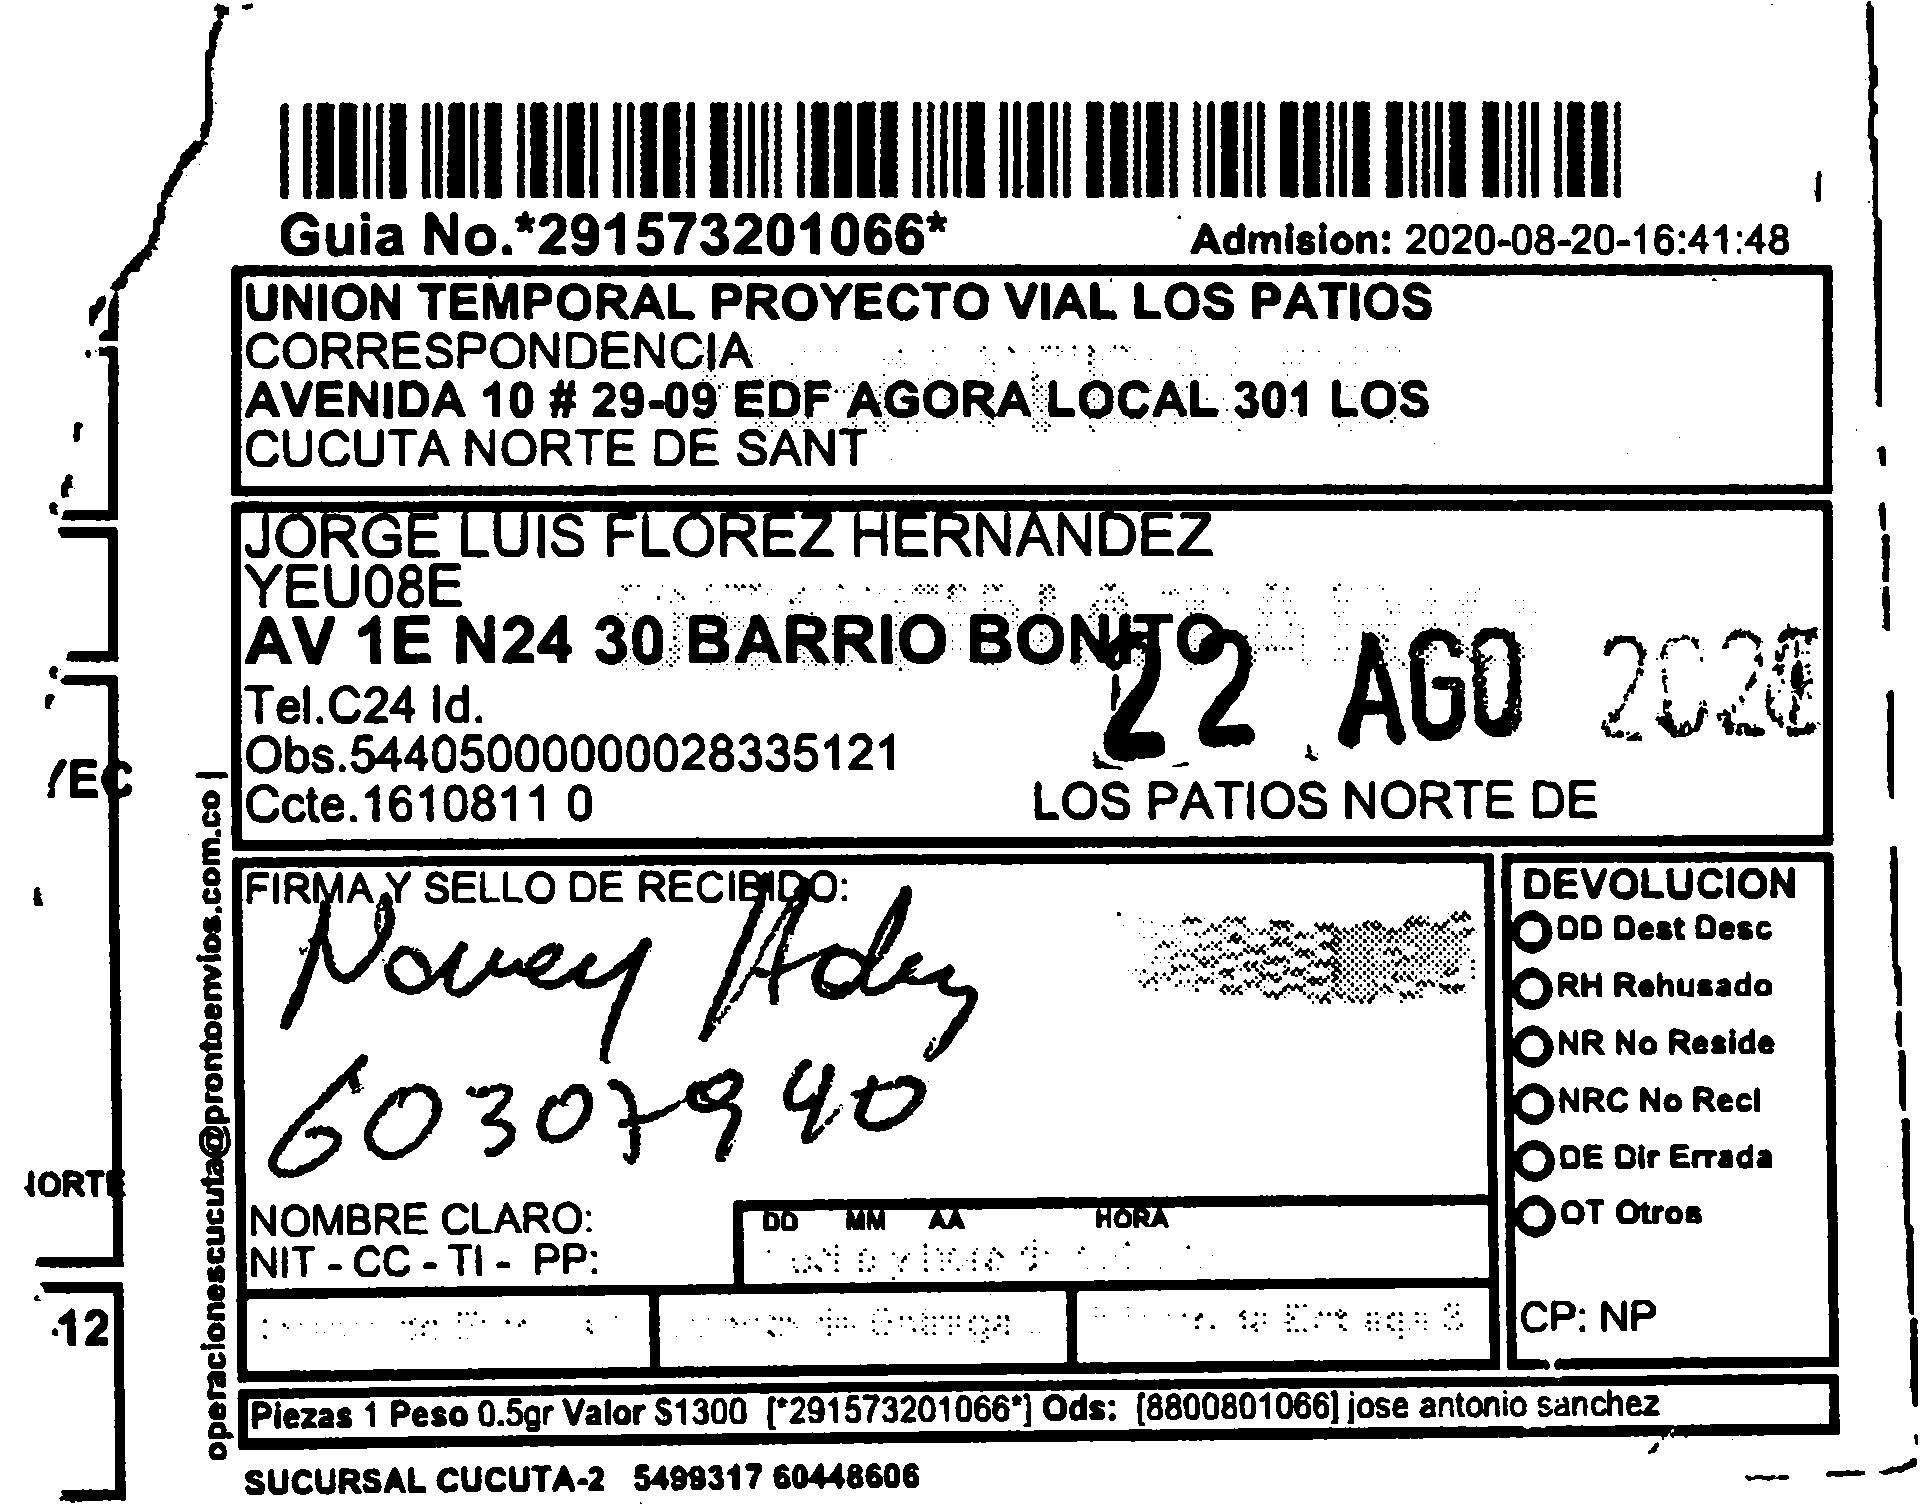 Guia No.*291573201066*
Admision: 2020-08-20-16:41:48
UNION TEMPORAL PROYECTO VIAL LOS PATIOS
CORRESPONDENCIA
AVENIDA 10 # 29-09 EDF AGORA LOCAL 301 LOS
CUCUTA NORTE DE SANT
JORGE LUIS FLOREZ HERNANDEZ
YEU08E
AV 1E N24 30 BARRIO BONITO
22 AGO 2020
Tel.C24 Id.
Obs.544050000000028335121
Ccte.1610811 0
LOS PATIOS NORTE DE
operacionescucuta@prontoenvios.com.co |
FIRMA Y SELLO DE RECIBIDO:
60307940
NOMBRE CLARO:
NIT - CC - TI - PP:
DD MM AA HORA
DEVOLUCION
DD Dest Desc
RH Rehusado
NR No Reside
NRC No Recl
DE Dir Errada
OT Otros
CP: NP
Piezas 1 Peso 0.5gr Valor $1300 [*291573201066*] Ods: [8800801066] jose antonio sanchez
SUCURSAL CUCUTA-2 5499317 60448606
12